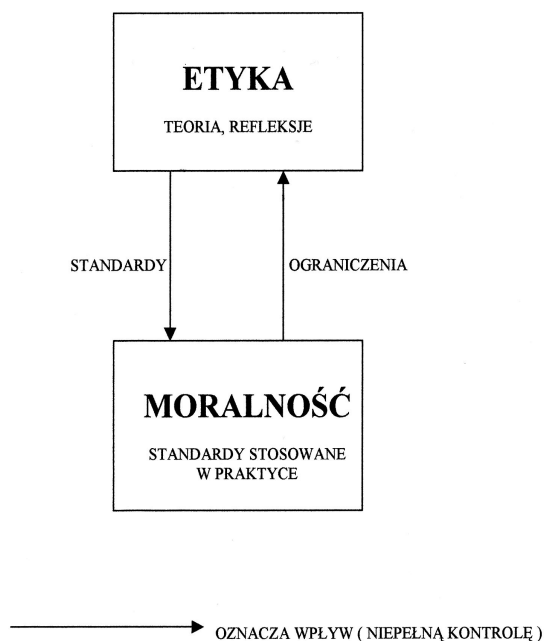 ETYKA
TEORIA, REFLEKSJE
STANDARDY
OGRANICZENIA
MORALNOŚĆ
STANDARDY STOSOWANE
W PRAKTYCE
OZNACZA WPŁYW ( NIEPEŁNĄ KONTROLĘ )